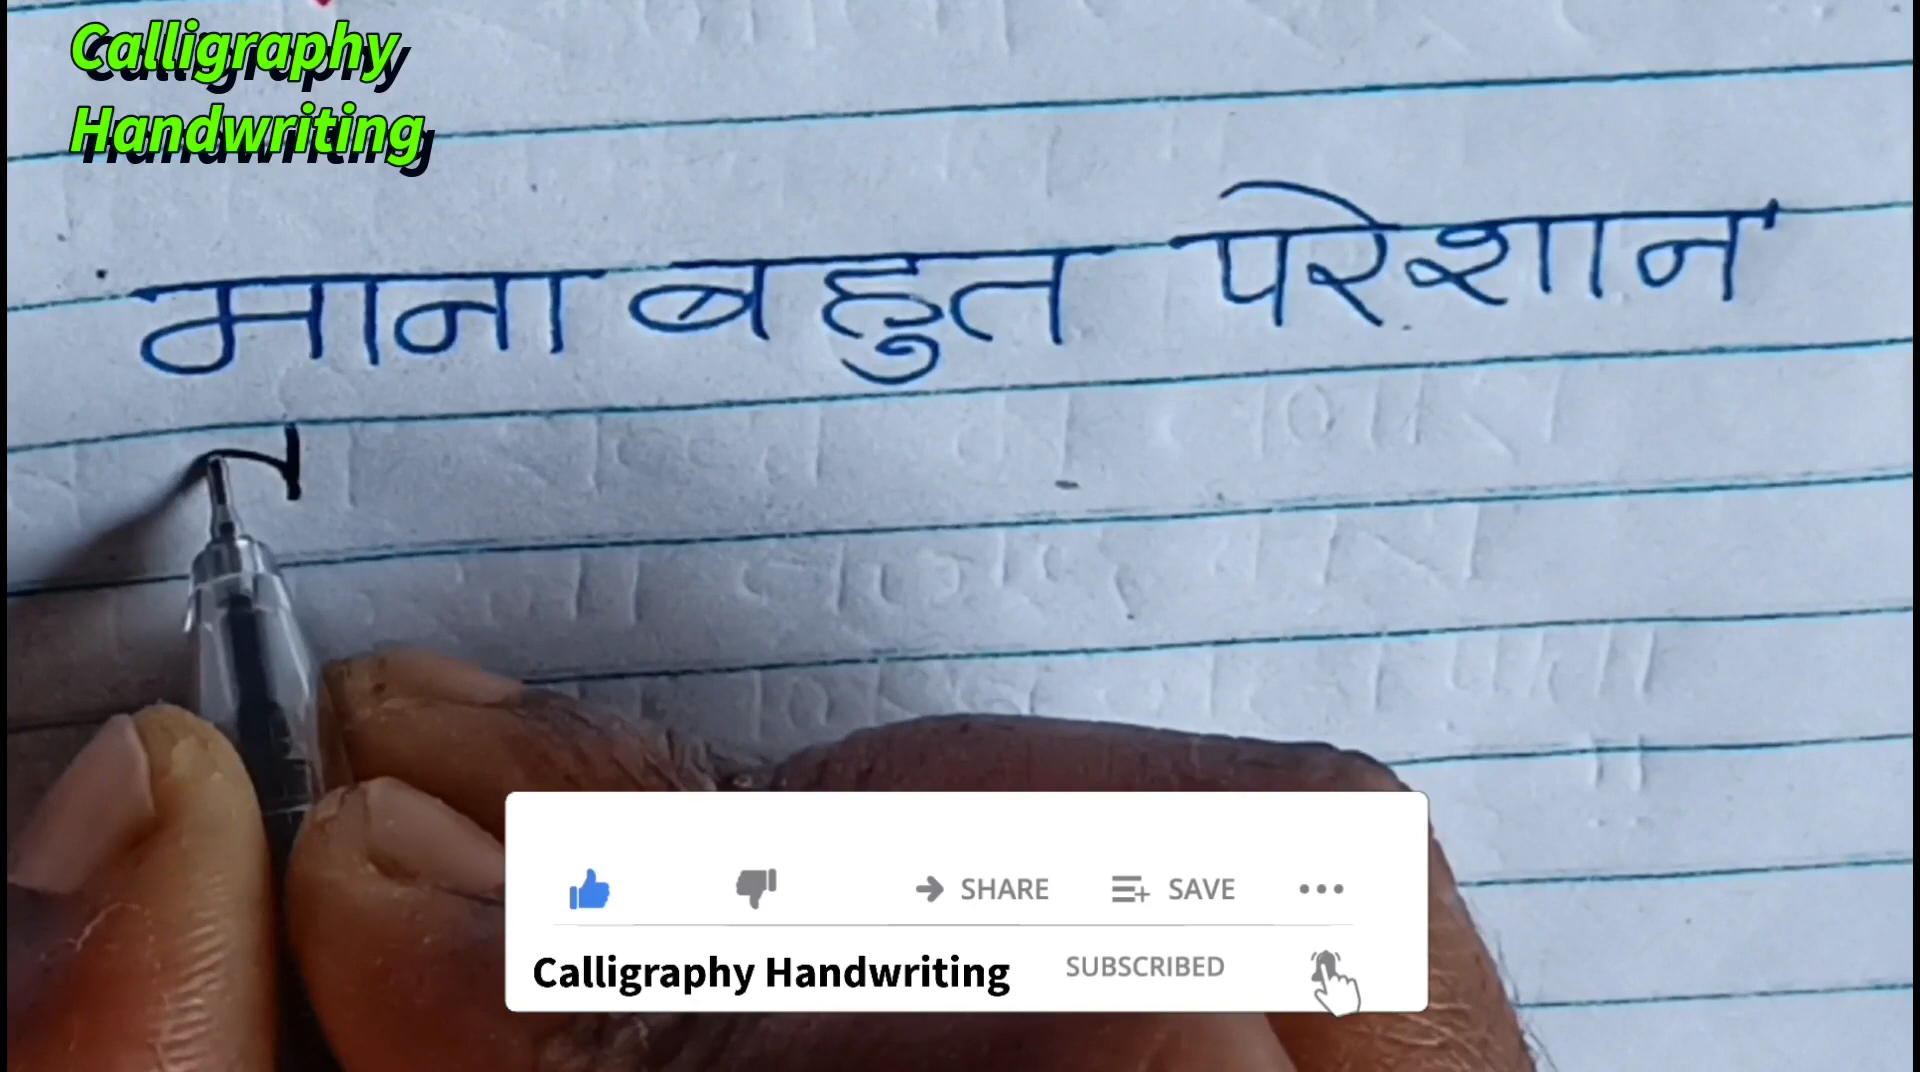 Calligraphy
Handwriting
माना बहुत परेशान
SHARE
SAVE
Calligraphy Handwriting
SUBSCRIBED